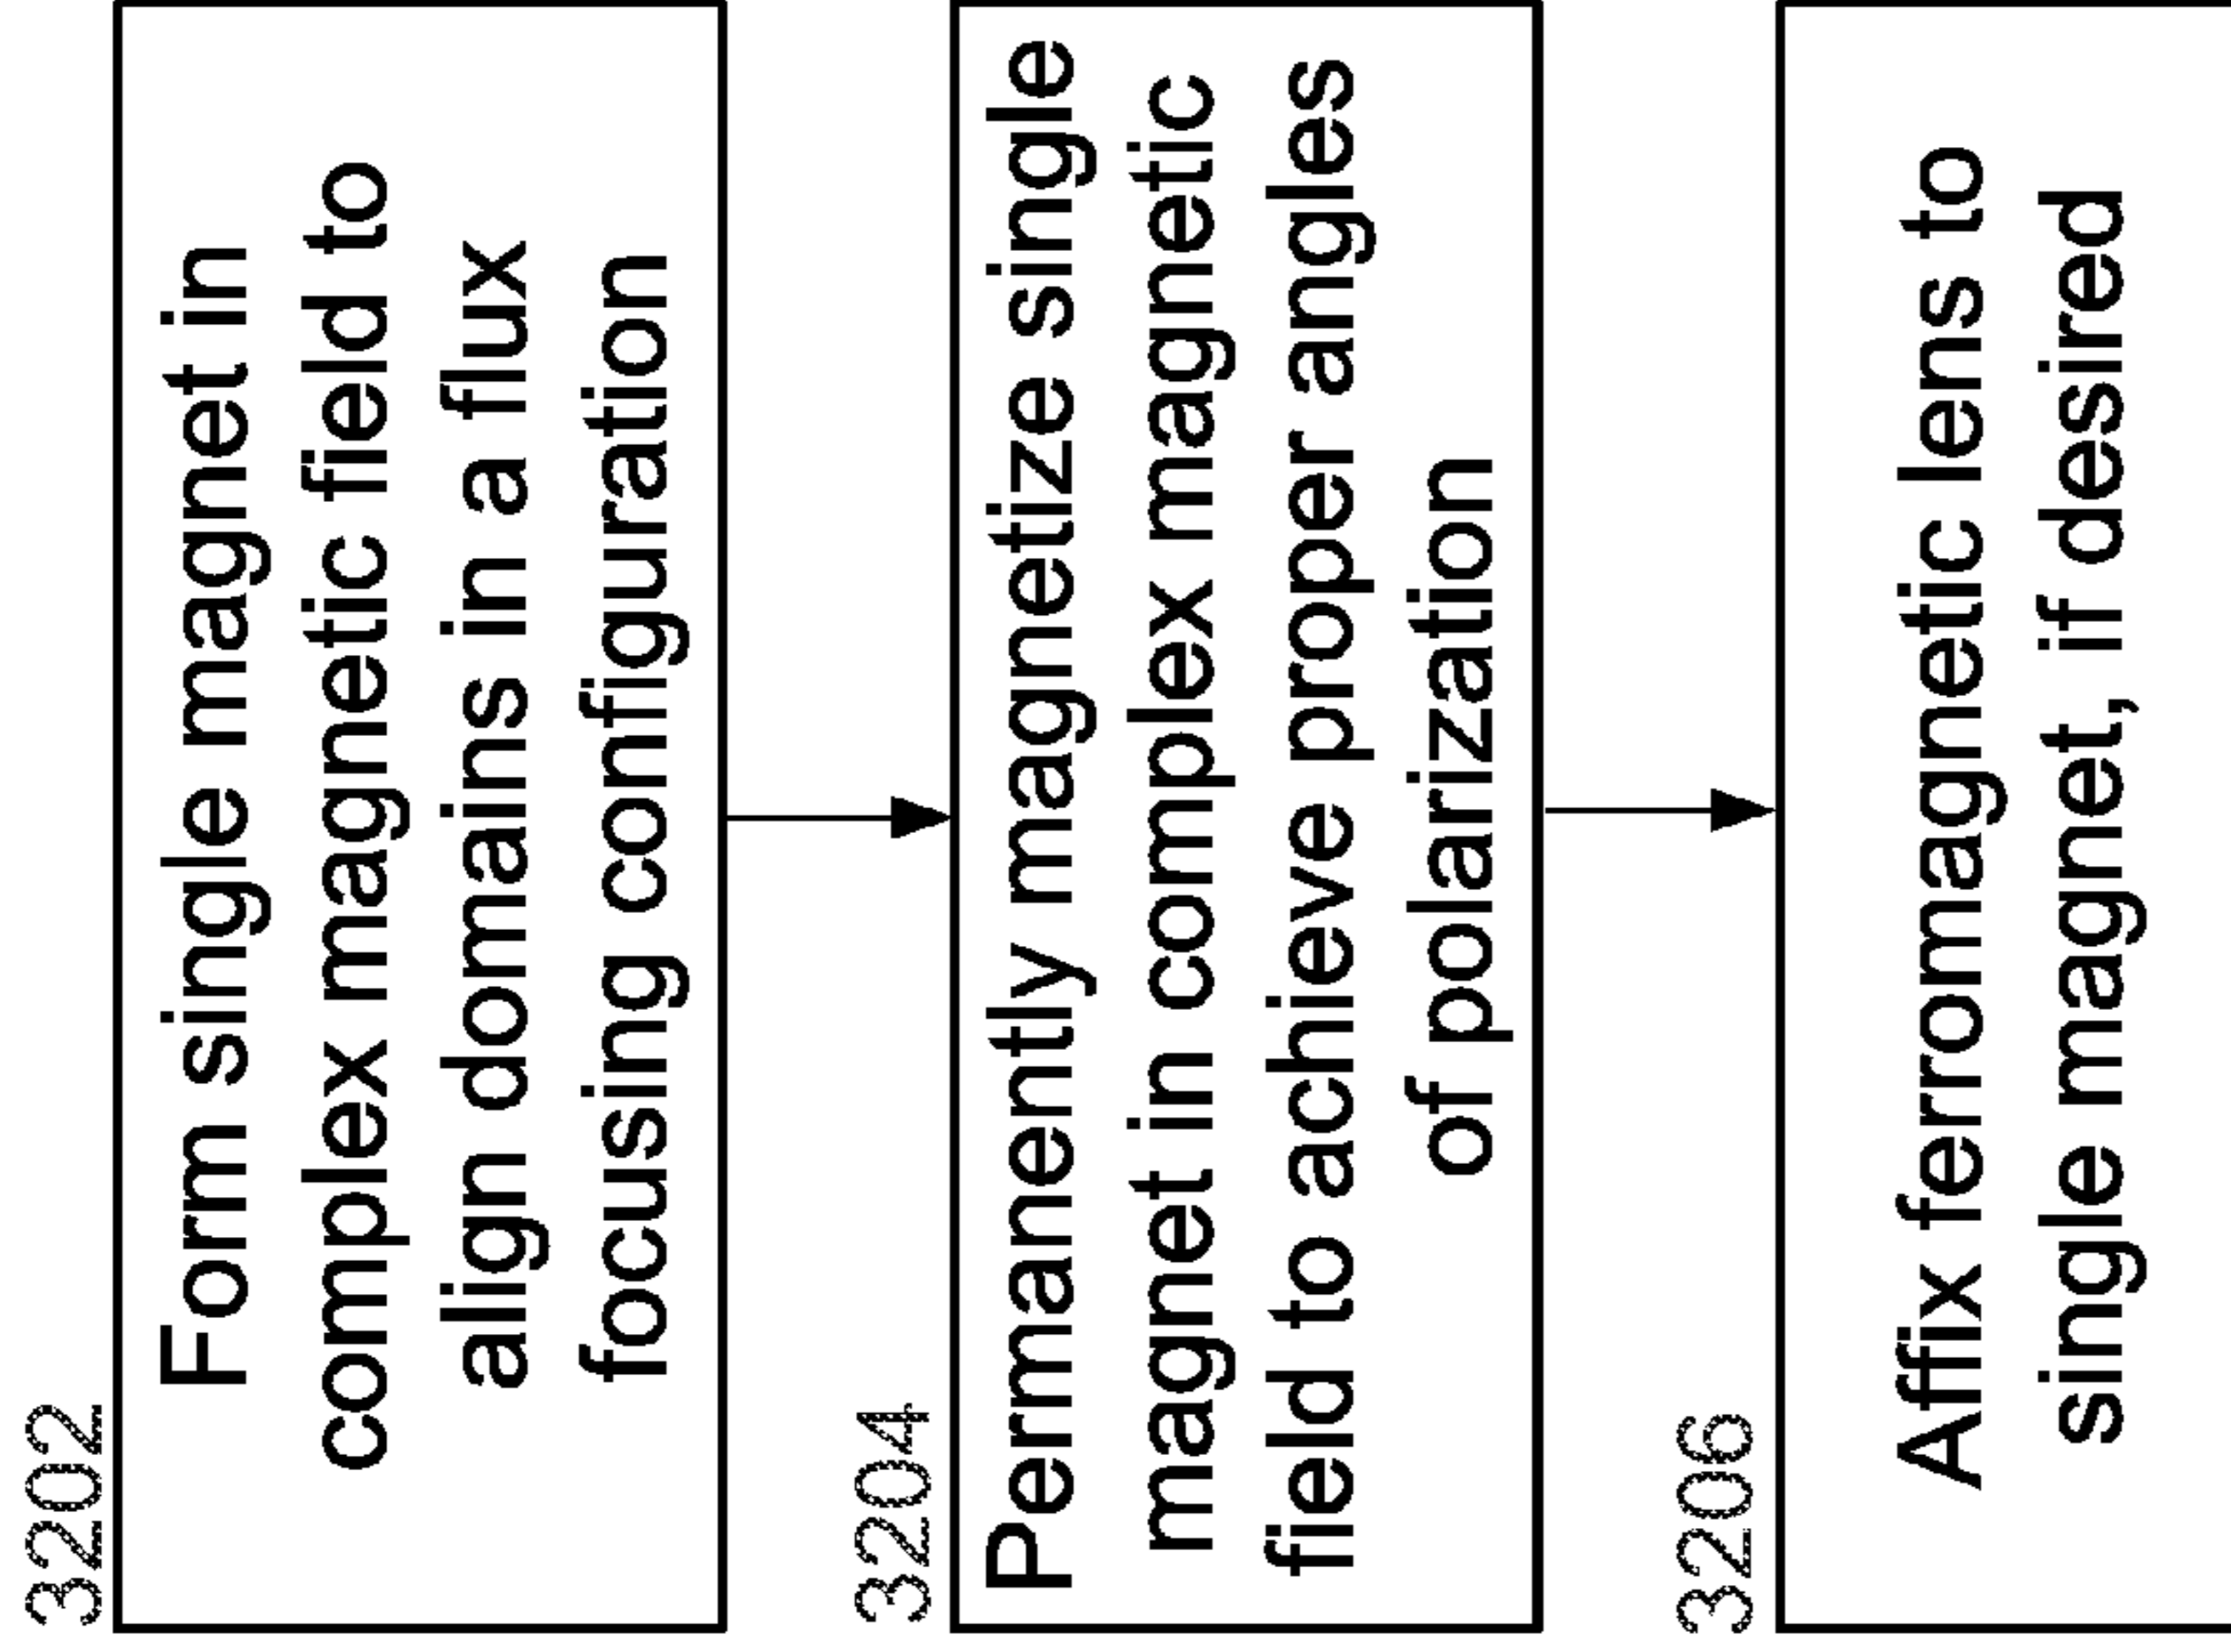 3202
Form single magnet in
complex magnetic field to
align domains in a flux
focusing configuration
3204
Permanently magnetize single
magnet in complex magnetic
field to achieve proper angles
of polarization
3206
Affix ferromagnetic lens to
single magnet, if desired